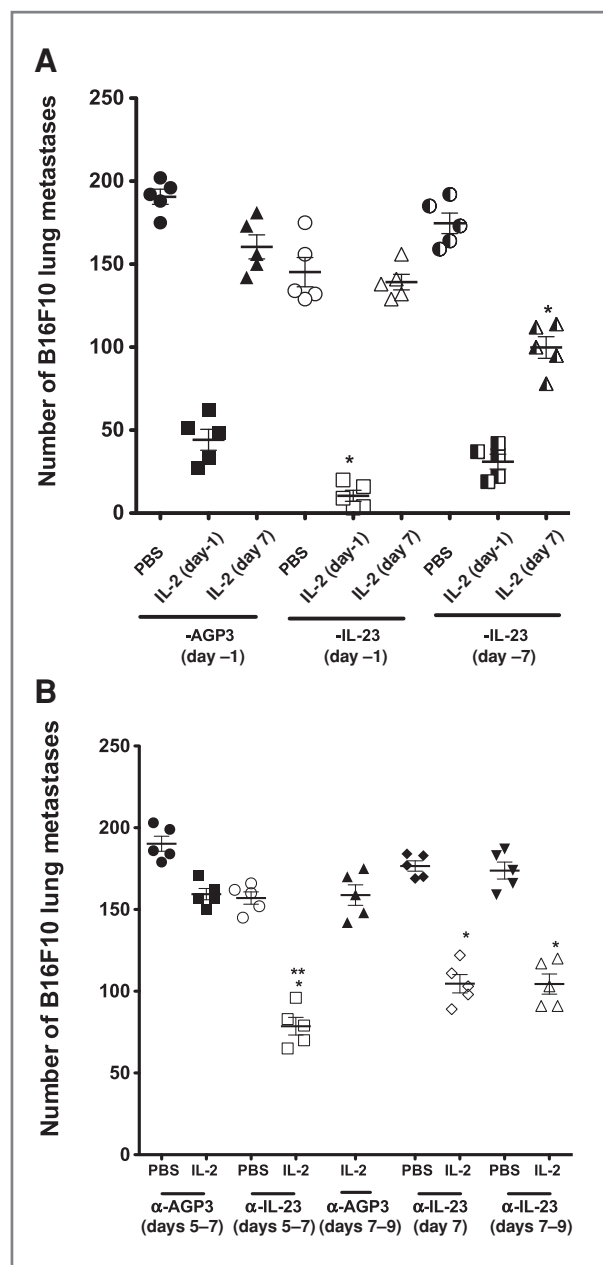 A
Number of B16F10 lung metastases
250
200
150
100
50
0
*
*
PBS
IL-2 (day-1)
IL-2 (day 7)
PBS
IL-2 (day-1)
IL-2 (day 7)
PBS
IL-2 (day-1)
IL-2 (day 7)
-AGP3
(day –1)
-IL-23
(day –1)
-IL-23
(day –7)
B
Number of B16F10 lung metastases
250
200
150
100
50
0
**
*
*
*
PBS IL-2 PBS IL-2 IL-2 PBS IL-2 PBS IL-2
α-AGP3
(days 5–7)
α-IL-23
(days 5–7)
α-AGP3
(days 7–9)
α-IL-23
(day 7)
α-IL-23
(days 7–9)